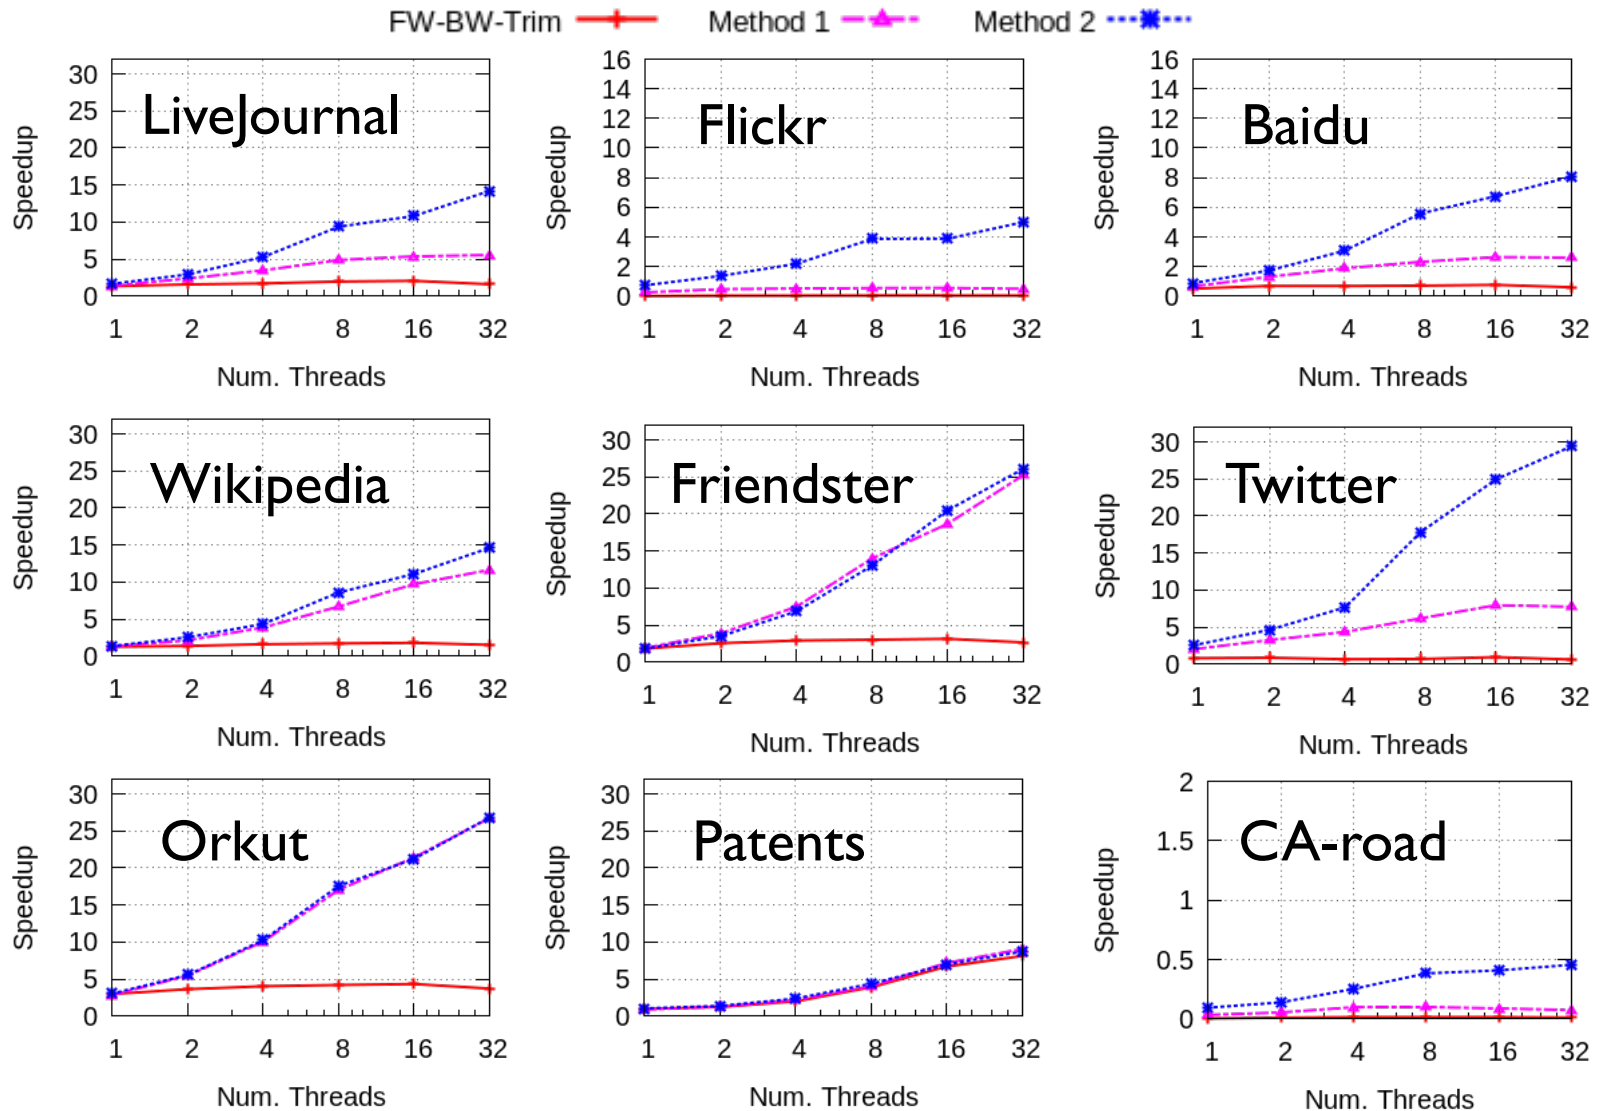 FW-BW-Trim Method 1 Method 2
LiveJournal
Speedup
30
25
20
15
10
5
0
1 2 4 8 16 32
Num. Threads
Flickr
Speedup
16
14
12
10
8
6
4
2
0
1 2 4 8 16 32
Num. Threads
Baidu
Speedup
16
14
12
10
8
6
4
2
0
1 2 4 8 16 32
Num. Threads
Wikipedia
Speedup
30
25
20
15
10
5
0
1 2 4 8 16 32
Num. Threads
Friendster
Speedup
30
25
20
15
10
5
0
1 2 4 8 16 32
Num. Threads
Twitter
Speedup
30
25
20
15
10
5
0
1 2 4 8 16 32
Num. Threads
Orkut
Speedup
30
25
20
15
10
5
0
1 2 4 8 16 32
Num. Threads
Patents
Speedup
30
25
20
15
10
5
0
1 2 4 8 16 32
Num. Threads
CA-road
Speedup
2
1.5
1
0.5
0
1 2 4 8 16 32
Num. Threads